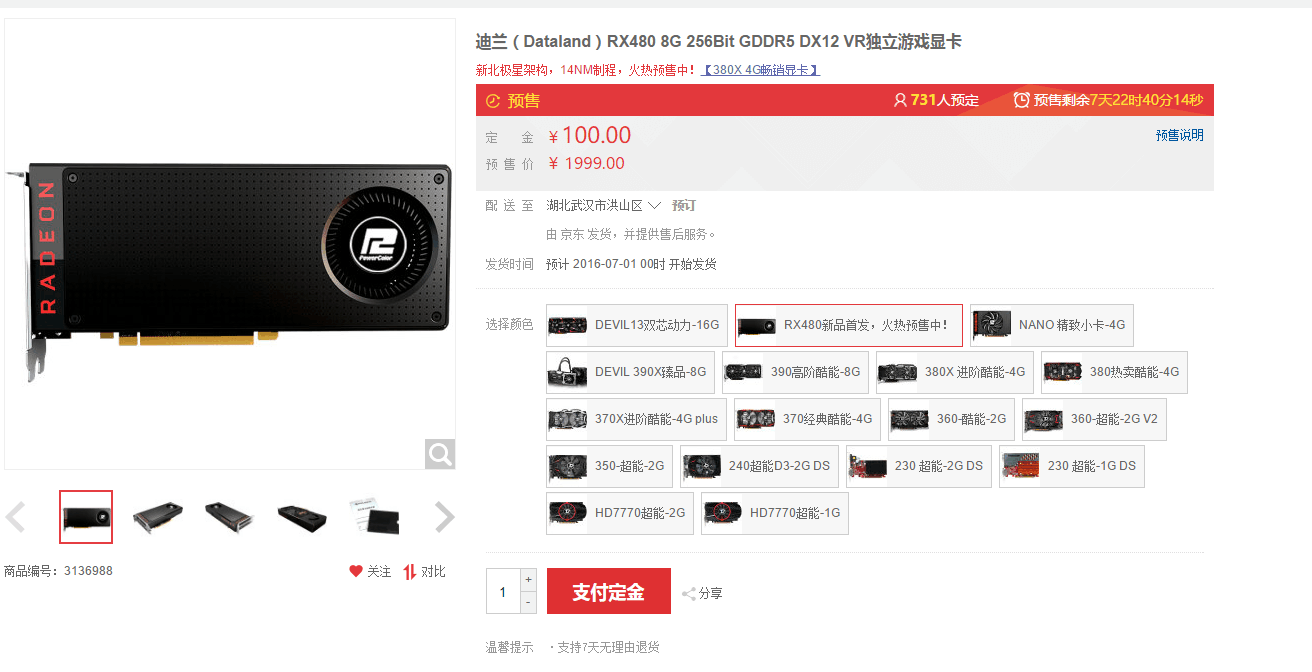 迪兰（Dataland）RX480 8G 256Bit GDDR5 DX12 VR独立游戏显卡
新北极星架构，14NM制程，火热预售中！【380X 4G畅销显卡】
预售 731人预定 预售剩余7天22时40分14秒
定金 ￥100.00 预售说明
预售价 ￥ 1999.00
配送至 湖北武汉市洪山区 预订
由 京东 发货，并提供售后服务。
发货时间 预计 2016-07-01 00时 开始发货
RADEON
PowerColor
选择颜色 DEVIL13双芯动力-16G RX480新品首发，火热预售中！ NANO 精致小卡-4G
DEVIL 390X臻品-8G 390高阶酷能-8G 380X 进阶酷能-4G 380热卖酷能-4G
370X进阶酷能-4G plus 370经典酷能-4G 360-酷能-2G 360-超能-2G V2
350-超能-2G 240超能D3-2G DS 230 超能-2G DS 230 超能-1G DS
HD7770超能-2G HD7770超能-1G
商品编号：3136988 关注 对比
1 + - 支付定金 分享
温馨提示 ·支持7天无理由退货